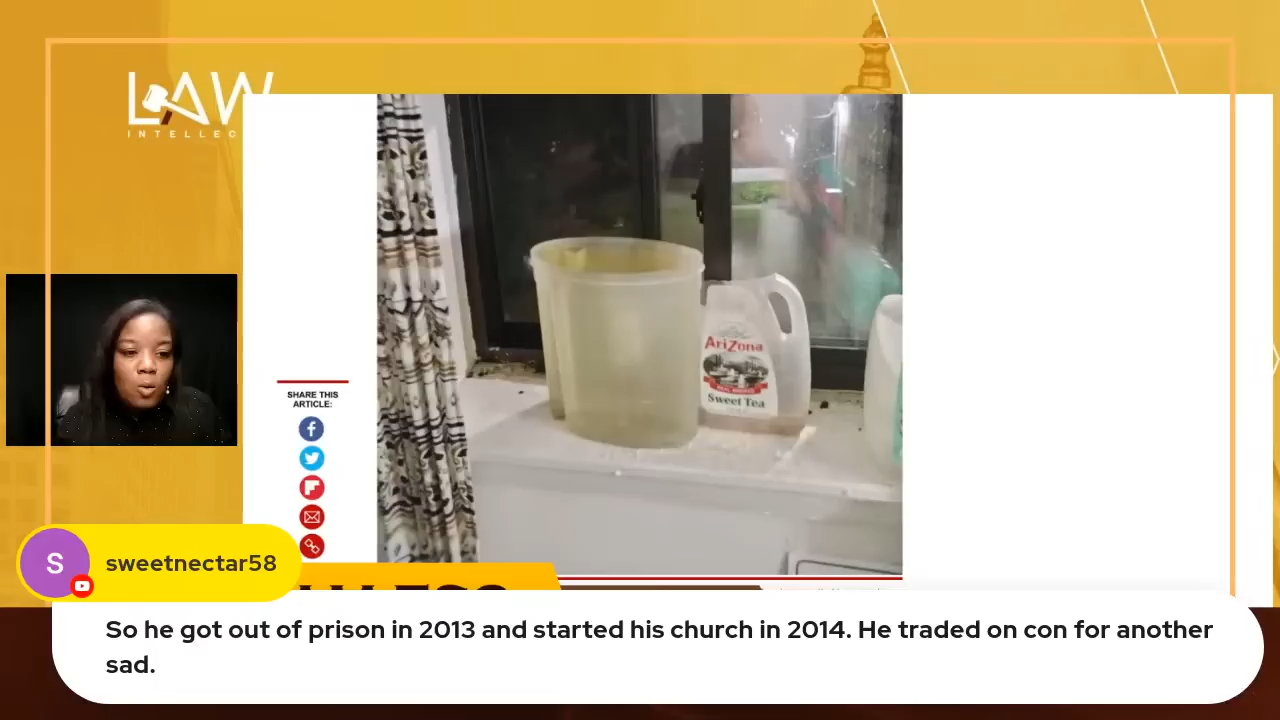 LAW
INTELLEC
SHARE THIS
ARTICLE:
AriZona
Sweet Tea
S
sweetnectar58
So he got out of prison in 2013 and started his church in 2014. He traded on con for another
sad.